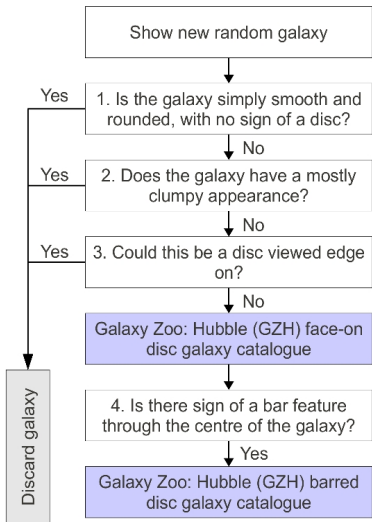 Show new random galaxy
Yes
1. Is the galaxy simply smooth and
rounded, with no sign of a disc?
No
Yes
2. Does the galaxy have a mostly
clumpy appearance?
No
Yes
3. Could this be a disc viewed edge
on?
No
Galaxy Zoo: Hubble (GZH) face-on
disc galaxy catalogue
4. Is there sign of a bar feature
through the centre of the galaxy?
Yes
Galaxy Zoo: Hubble (GZH) barred
disc galaxy catalogue
Discard galaxy